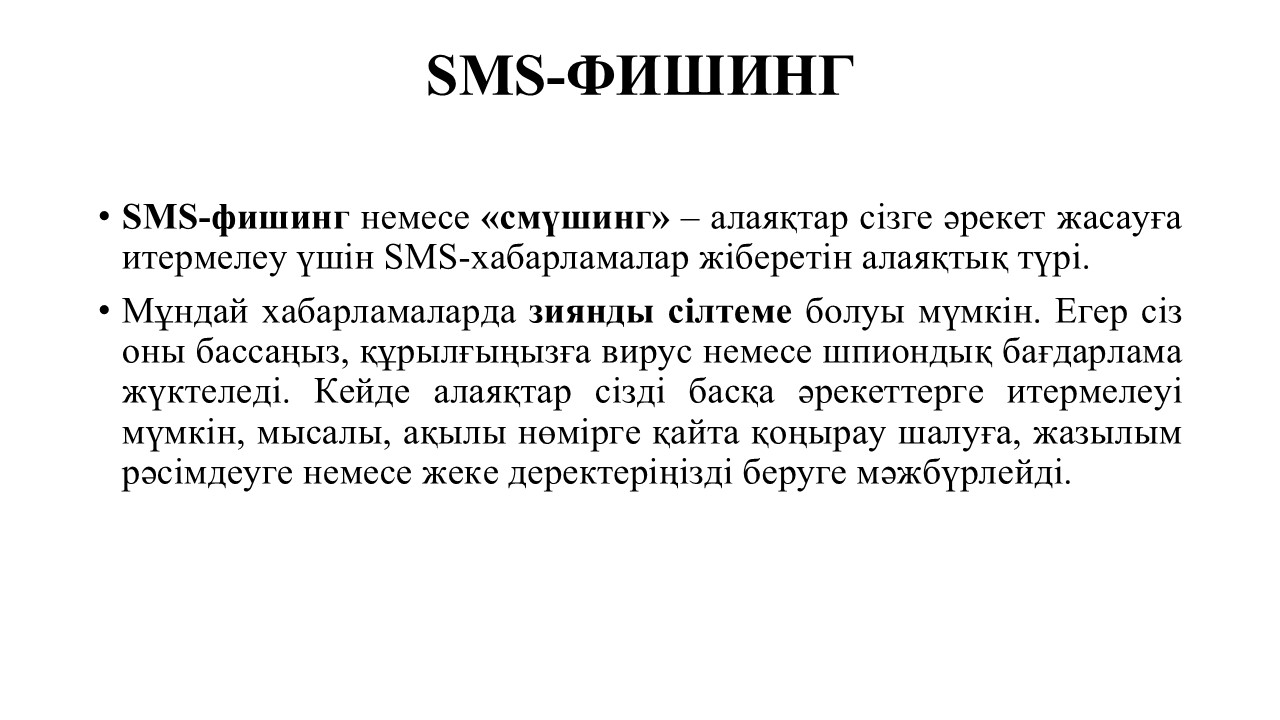 SMS-ФИШИНГ
• SMS-фишинг немесе «смүшинг» – алаяқтар сізге әрекет жасауға
итермелеу үшін SMS-хабарламалар жіберетін алаяқтық түрі.
• Мұндай хабарламаларда зиянды сілтеме болуы мүмкін. Егер сіз
оны бассаңыз, құрылғыңызға вирус немесе шпиондық бағдарлама
жүктеледі. Кейде алаяқтар сізді басқа әрекеттерге итермелеуі
мүмкін, мысалы, ақылы нөмірге қайта қоңырау шалуға, жазылым
рәсімдеуге немесе жеке деректеріңізді беруге мәжбүрлейді.